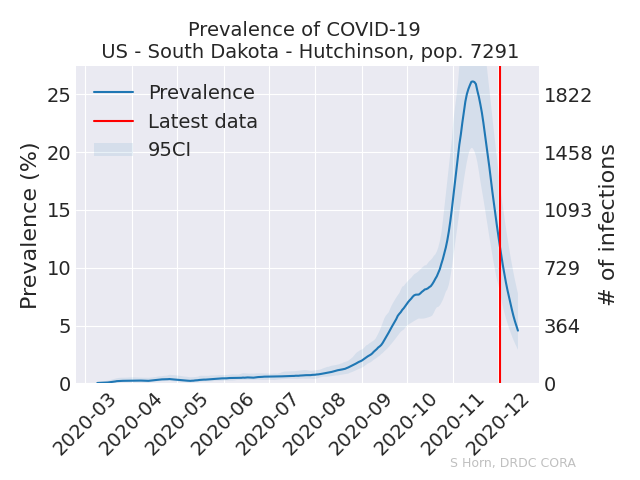 Prevalence of COVID-19
US - South Dakota - Hutchinson, pop. 7291
Prevalence
Latest data
95CI
Prevalence (%)
25
20
15
10
5
0
1822
1458
1093
729
364
0
# of infections
2020-03
2020-04
2020-05
2020-06
2020-07
2020-08
2020-09
2020-10
2020-11
2020-12
S Horn, DRDC CORA